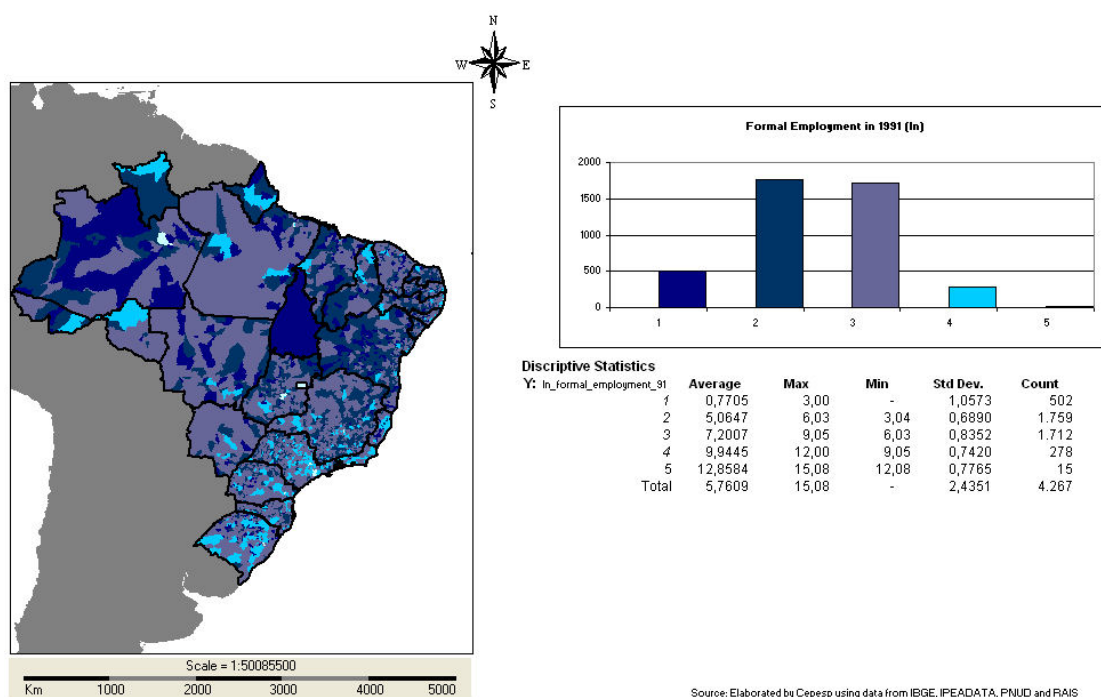 N
W E
S
Formal Employment in 1991 (ln)
2000
1500
1000
500
0
1 2 3 4 5
Discriptive Statistics
Y: ln_formal_employment_91 Average Max Min Std Dev. Count
1 0,7705 3,00 - 1,0573 502
2 5,0647 6,03 3,04 0,6890 1.759
3 7,2007 9,05 6,03 0,8352 1.712
4 9,9445 12,00 9,05 0,7420 278
5 12,8584 15,08 12,08 0,7765 15
Total 5,7609 15,08 - 2,4351 4.267
Scale = 1:50085500
Km 1000 2000 3000 4000 5000
Source: Elaborated by Cepesp using data from IBGE, IPEADATA, PNUD and RAIS